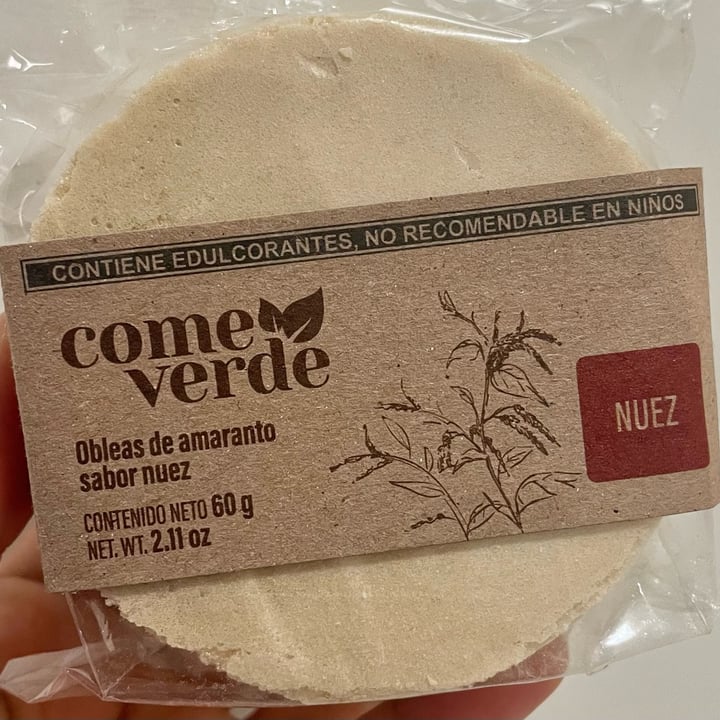 CONTIENE EDULCORANTES, NO RECOMENDABLE EN NIÑOS
come
verde
Obleas de amaranto
sabor nuez
CONTENIDO NETO 60 g
NET. WT. 2.11 oz
NUEZ